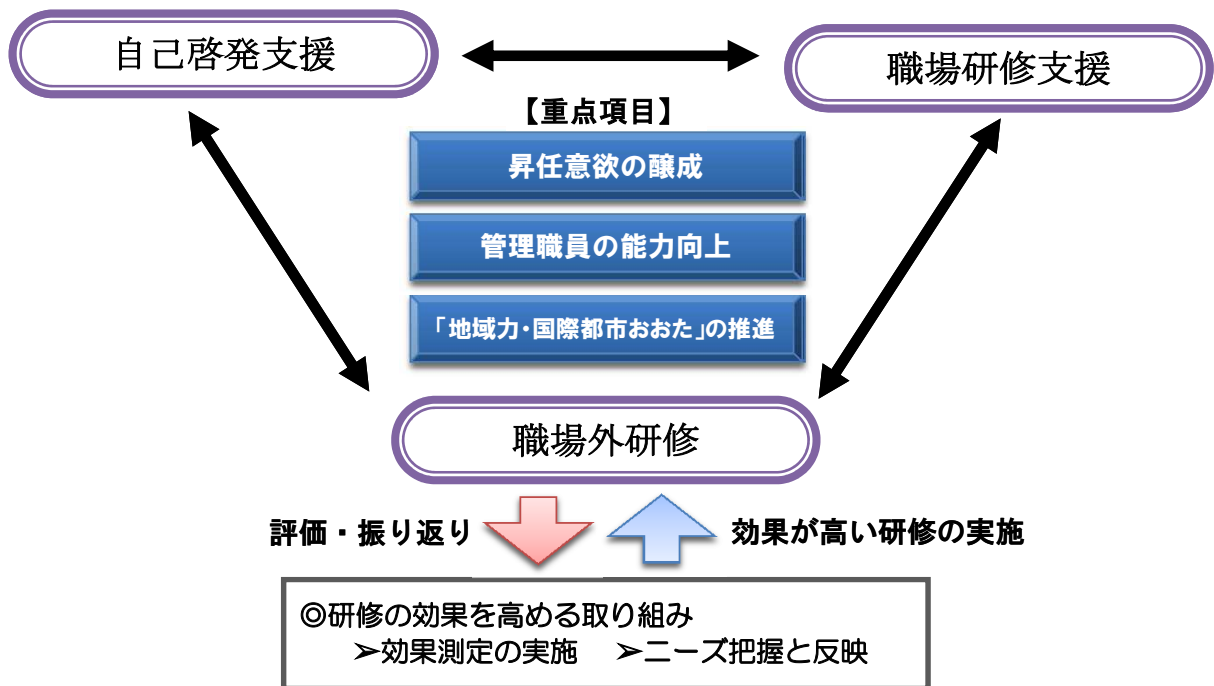 自己啓発支援
職場研修支援
【重点項目】
昇任意欲の醸成
管理職員の能力向上
「地域力・国際都市おおた」の推進
職場外研修
評価・振り返り
効果が高い研修の実施
◎研修の効果を高める取り組み
➢効果測定の実施　➢ニーズ把握と反映